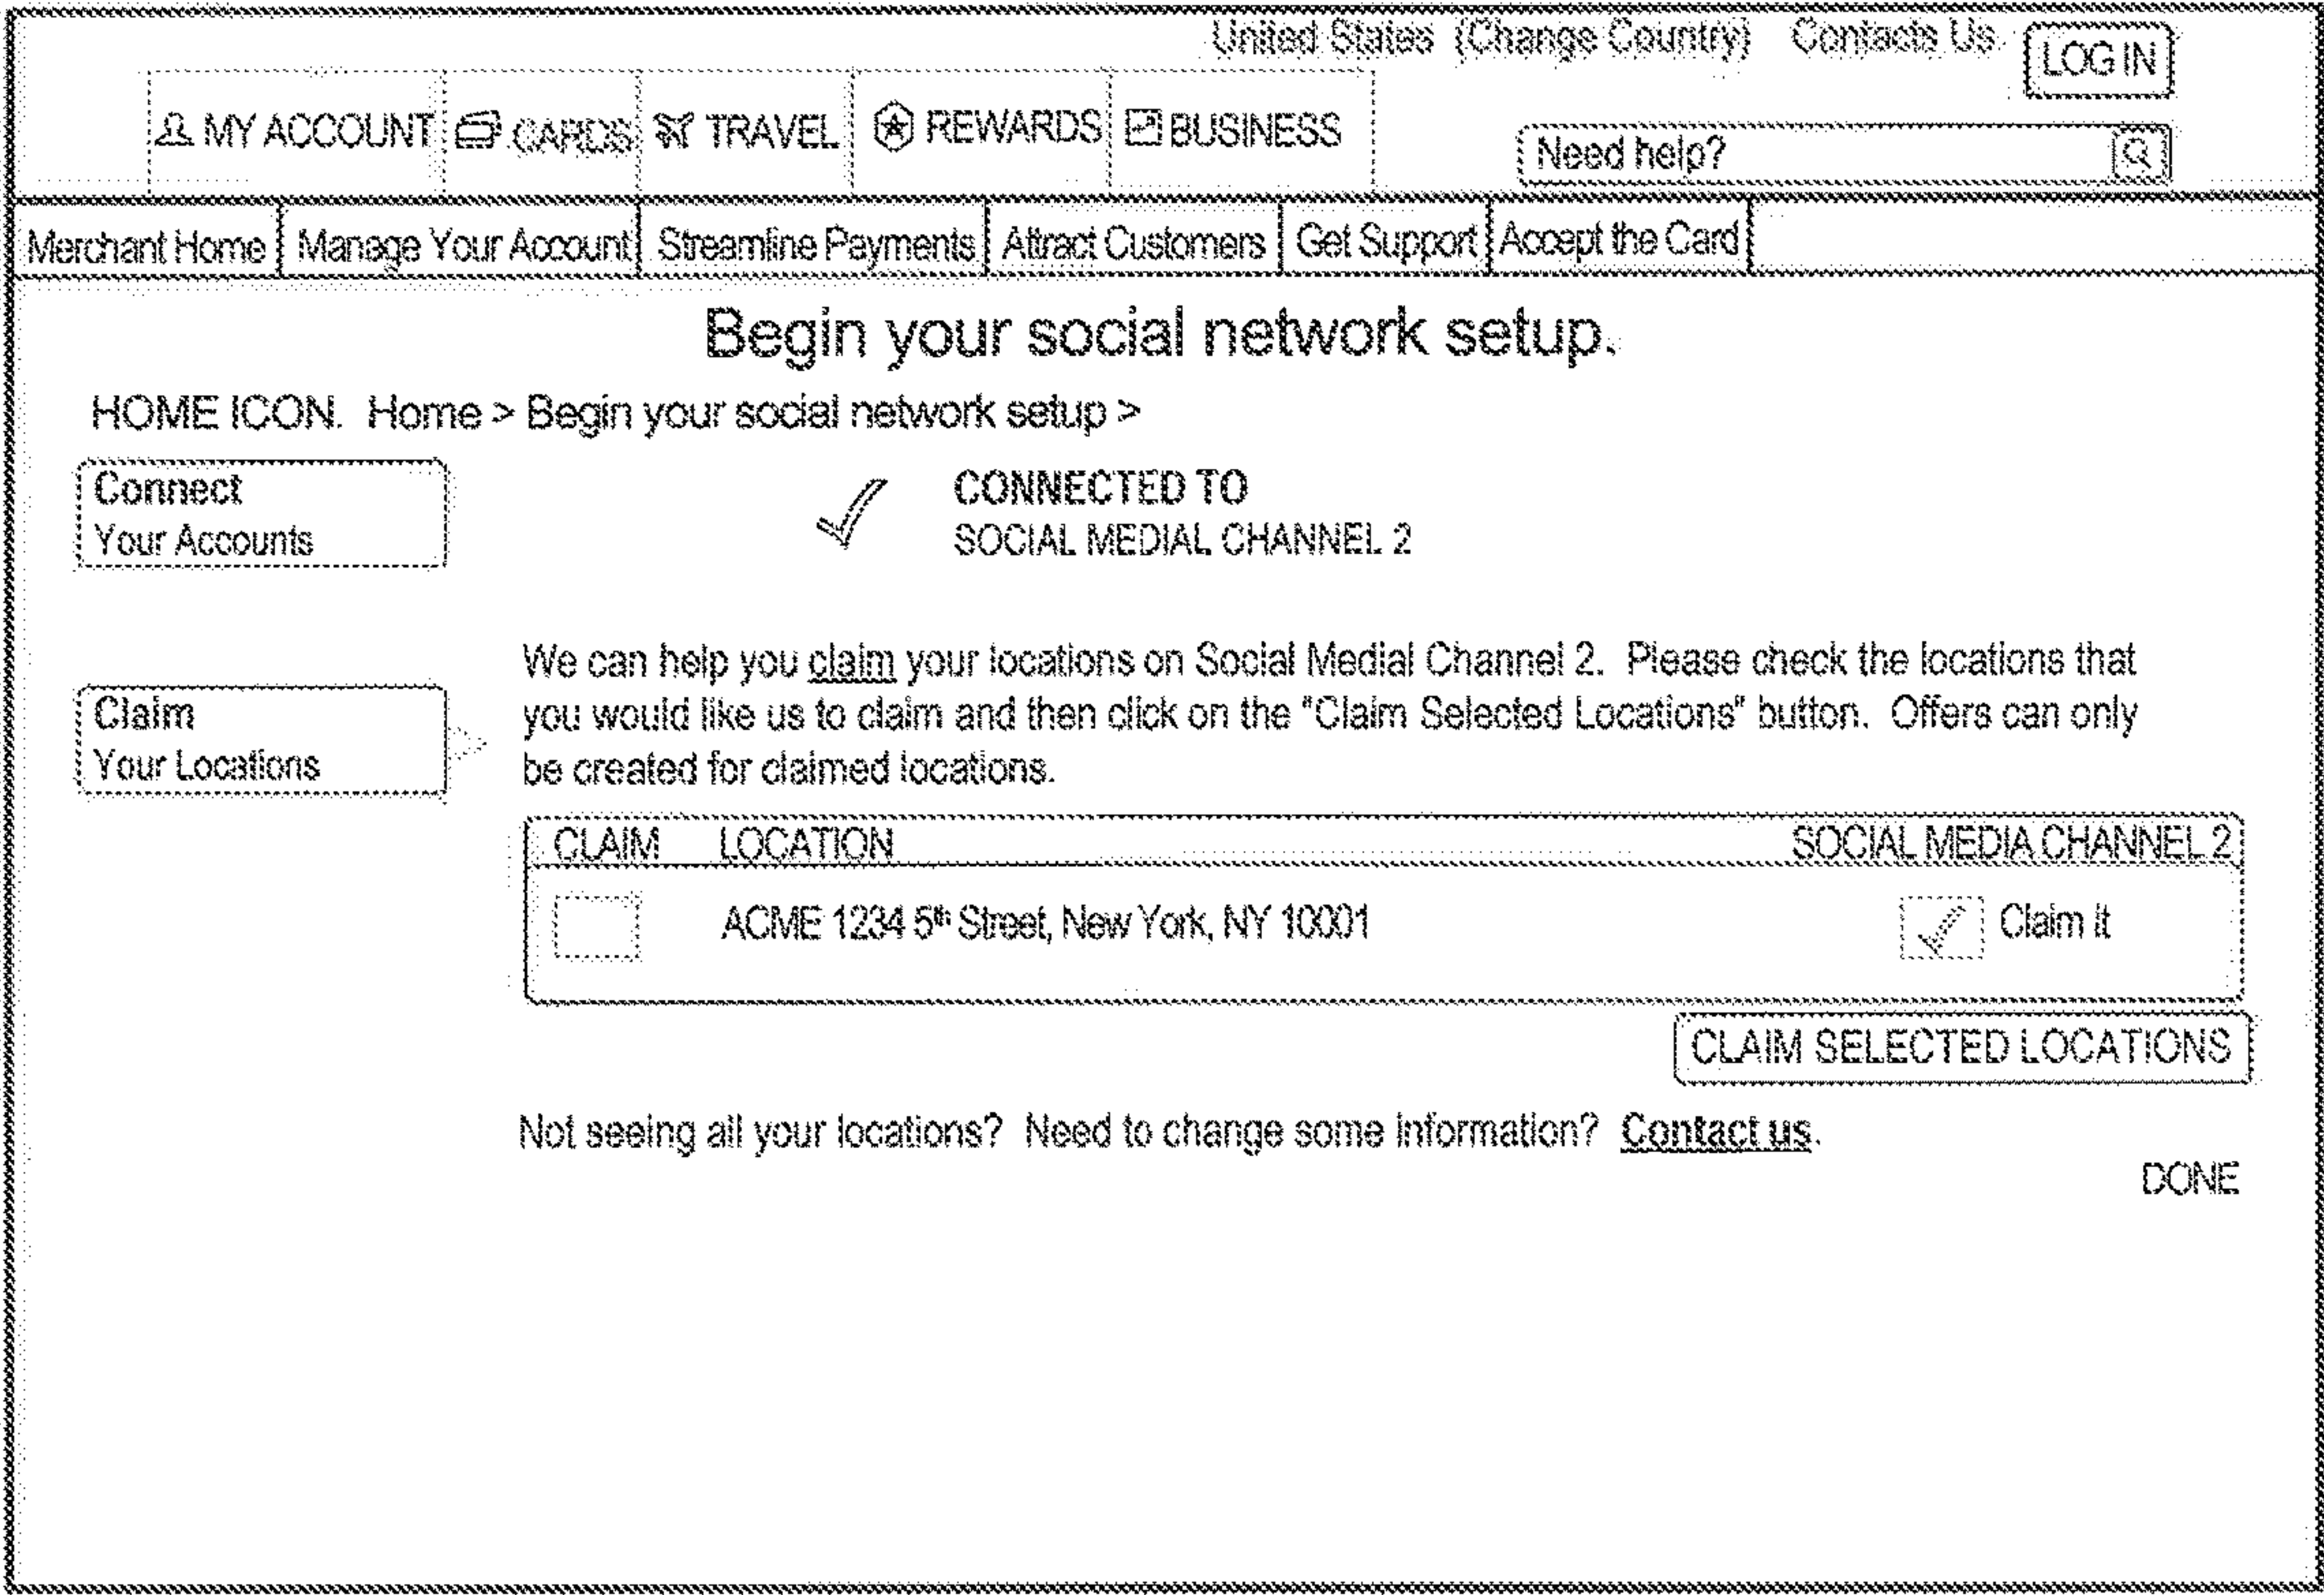 United States (Change Country) Contacts Us LOG IN
MY ACCOUNT CARDS TRAVEL REWARDS BUSINESS
Need help?
Merchant Home Manage Your Account Streamline Payments Attract Customers Get Support Accept the Card
Begin your social network setup.
HOME ICON. Home > Begin your social network setup >
Connect
Your Accounts
CONNECTED TO
SOCIAL MEDIAL CHANNEL 2
Claim
Your Locations
We can help you claim your locations on Social Medial Channel 2. Please check the locations that
you would like us to claim and then click on the "Claim Selected Locations" button. Offers can only
be created for claimed locations.
CLAIM LOCATION SOCIAL MEDIA CHANNEL 2
ACME 1234 5th Street, New York, NY 10001 Claim it
CLAIM SELECTED LOCATIONS
Not seeing all your locations? Need to change some information? Contact us.
DONE